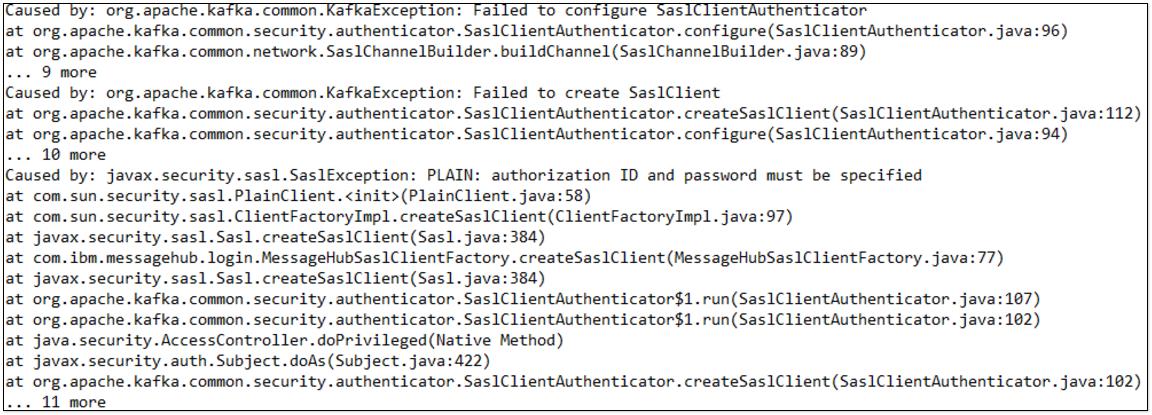 Caused by: org.apache.kafka.common.KafkaException: Failed to configure SaslClientAuthenticator
at org.apache.kafka.common.security.authenticator.SaslClientAuthenticator.configure(SaslClientAuthenticator.java:96)
at org.apache.kafka.common.network.SaslChannelBuilder.buildChannel(SaslChannelBuilder.java:89)
... 9 more
Caused by: org.apache.kafka.common.KafkaException: Failed to create SaslClient
at org.apache.kafka.common.security.authenticator.SaslClientAuthenticator.createSaslClient(SaslClientAuthenticator.java:112)
at org.apache.kafka.common.security.authenticator.SaslClientAuthenticator.configure(SaslClientAuthenticator.java:94)
... 10 more
Caused by: javax.security.sasl.SaslException: PLAIN: authorization ID and password must be specified
at com.sun.security.sasl.PlainClient.<init>(PlainClient.java:58)
at com.sun.security.sasl.ClientFactoryImpl.createSaslClient(ClientFactoryImpl.java:97)
at javax.security.sasl.Sasl.createSaslClient(Sasl.java:384)
at com.ibm.messagehub.login.MessageHubSaslClientFactory.createSaslClient(MessageHubSaslClientFactory.java:77)
at javax.security.sasl.Sasl.createSaslClient(Sasl.java:384)
at org.apache.kafka.common.security.authenticator.SaslClientAuthenticator$1.run(SaslClientAuthenticator.java:107)
at org.apache.kafka.common.security.authenticator.SaslClientAuthenticator$1.run(SaslClientAuthenticator.java:102)
at java.security.AccessController.doPrivileged(Native Method)
at javax.security.auth.Subject.doAs(Subject.java:422)
at org.apache.kafka.common.security.authenticator.SaslClientAuthenticator.createSaslClient(SaslClientAuthenticator.java:102)
... 11 more